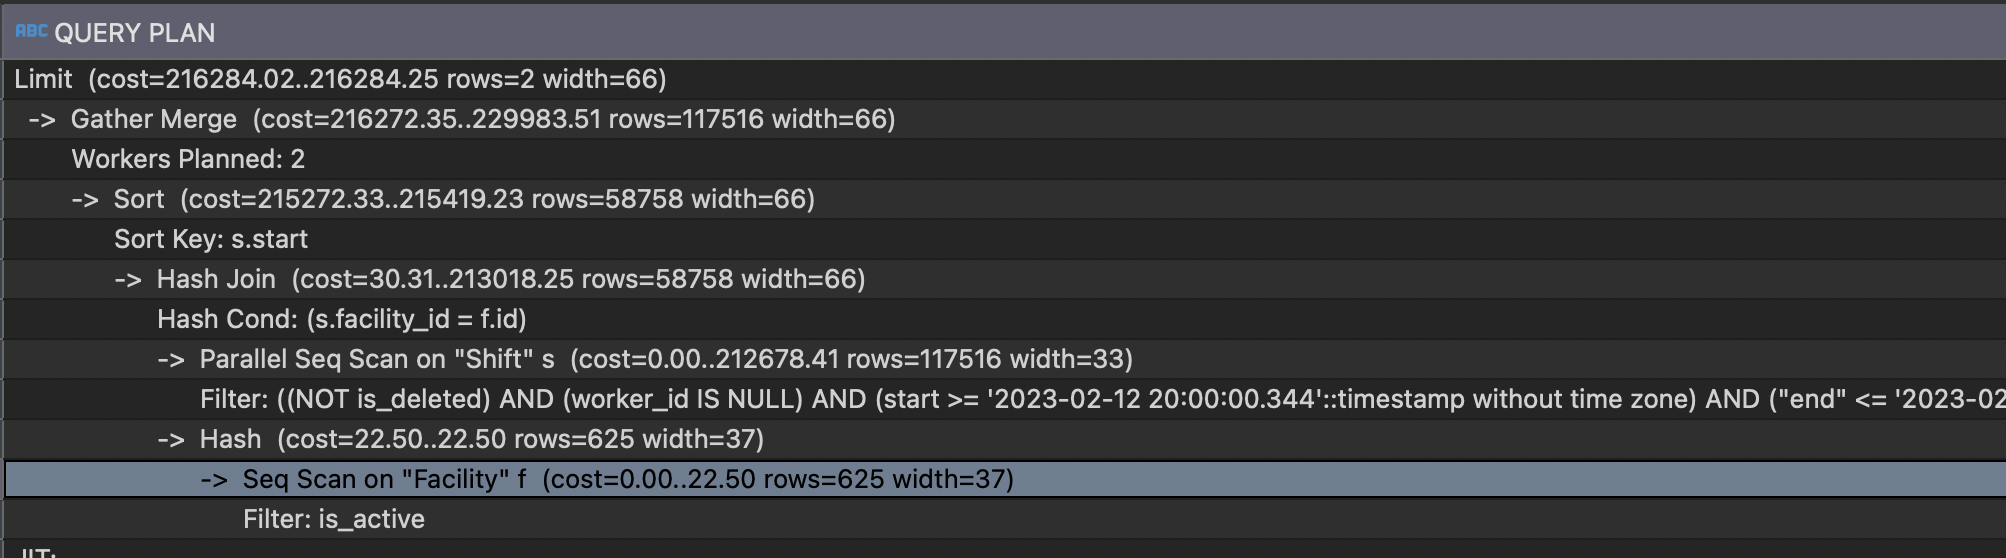 ABC QUERY PLAN
Limit (cost=216284.02..216284.25 rows=2 width=66)
-> Gather Merge (cost=216272.35..229983.51 rows=117516 width=66)
Workers Planned: 2
-> Sort (cost=215272.33..215419.23 rows=58758 width=66)
Sort Key: s.start
-> Hash Join (cost=30.31..213018.25 rows=58758 width=66)
Hash Cond: (s.facility_id = f.id)
-> Parallel Seq Scan on "Shift" s (cost=0.00..212678.41 rows=117516 width=33)
Filter: ((NOT is_deleted) AND (worker_id IS NULL) AND (start >= '2023-02-12 20:00:00.344'::timestamp without time zone) AND ("end" <= '2023-02
-> Hash (cost=22.50..22.50 rows=625 width=37)
-> Seq Scan on "Facility" f (cost=0.00..22.50 rows=625 width=37)
Filter: is_active
JIT: